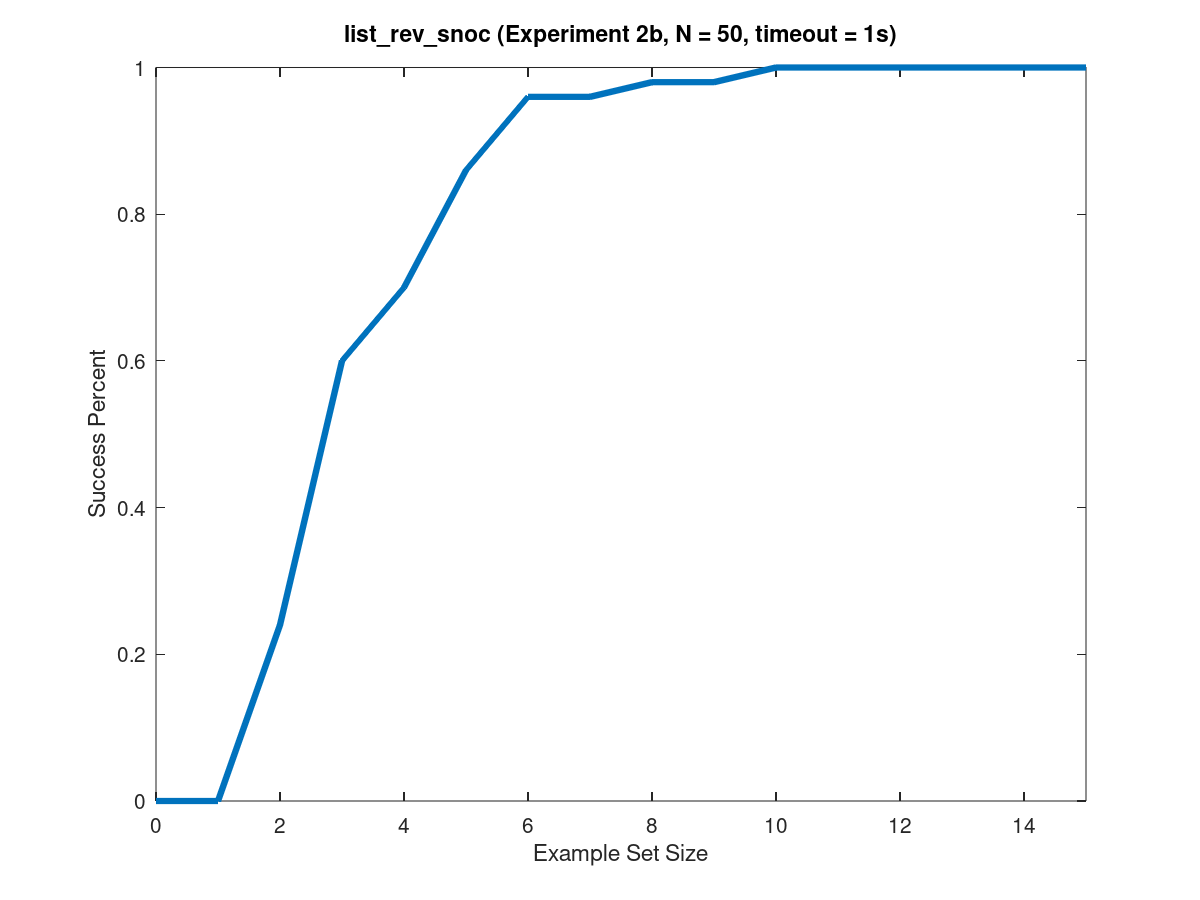 list_rev_snoc (Experiment 2b, N = 50, timeout = 1s)
1
0.8
0.6
0.4
0.2
0
Success Percent
0 2 4 6 8 10 12 14
Example Set Size